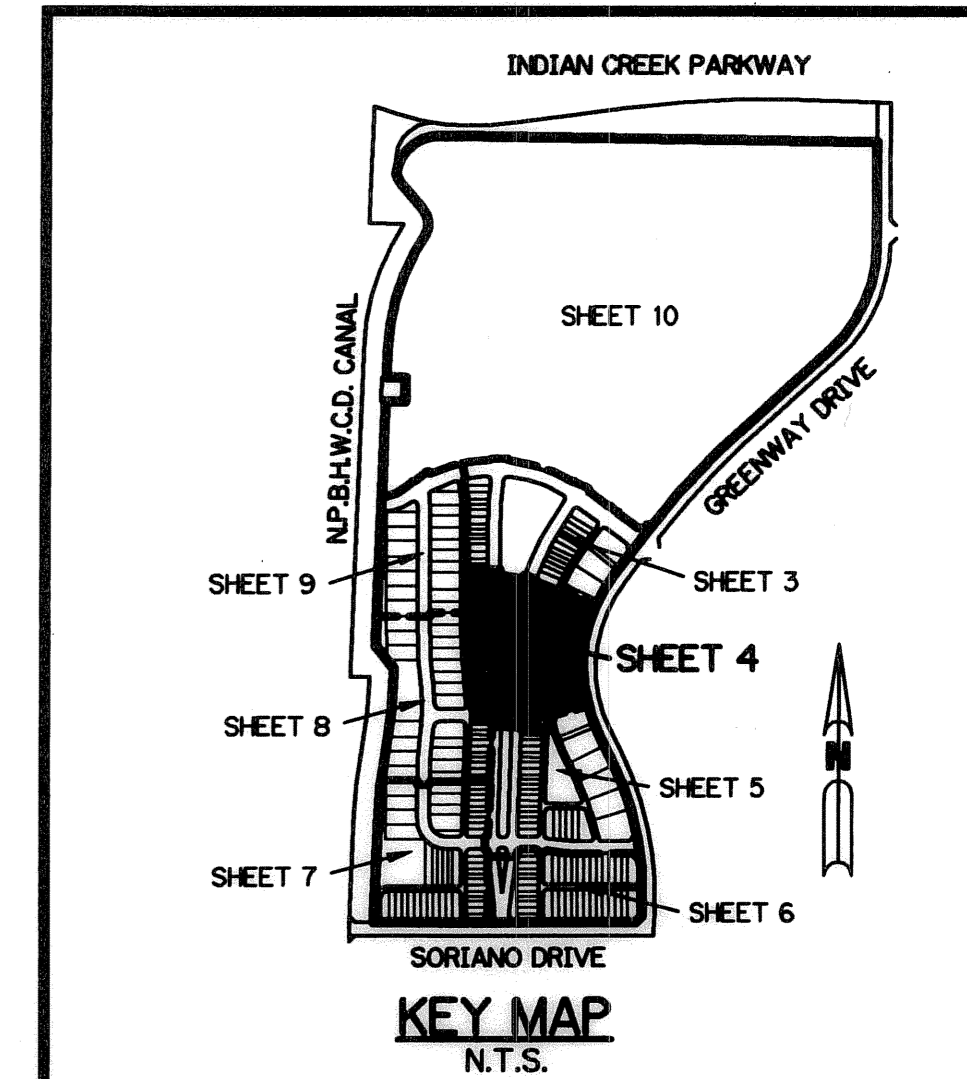 INDIAN CREEK PARKWAY
SHEET 10
N.P.B.H.W.C.D. CANAL
GREENWAY DRIVE
SHEET 9
SHEET 3
SHEET 4
SHEET 8
N
SHEET 5
SHEET 7
SHEET 6
SORIANO DRIVE
KEY MAP
N.T.S.